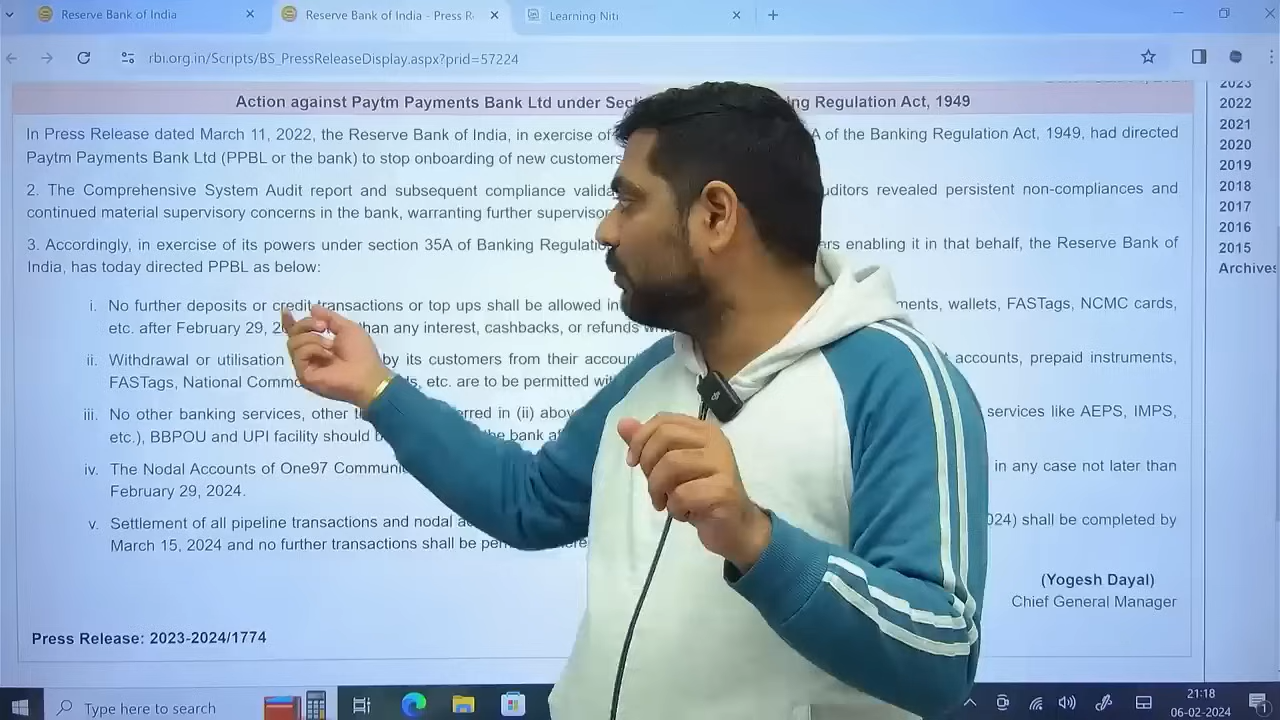 Reserve Bank of India
Reserve Bank of India - Press R
Learning Niti
rbi.org.in/Scripts/BS_PressReleaseDisplay.aspx?prid=57224
Action against Paytm Payments Bank Ltd under Secti ng Regulation Act, 1949
In Press Release dated March 11, 2022, the Reserve Bank of India, in exercise of A of the Banking Regulation Act, 1949, had directed
Paytm Payments Bank Ltd (PPBL or the bank) to stop onboarding of new customers
2. The Comprehensive System Audit report and subsequent compliance valida uditors revealed persistent non-compliances and
continued material supervisory concerns in the bank, warranting further supervisor
3. Accordingly, in exercise of its powers under section 35A of Banking Regulatio ers enabling it in that behalf, the Reserve Bank of
India, has today directed PPBL as below:
i. No further deposits or credit transactions or top ups shall be allowed in ments, wallets, FASTags, NCMC cards,
etc. after February 29, 20 than any interest, cashbacks, or refunds
ii. Withdrawal or utilisation by its customers from their accoun accounts, prepaid instruments,
FASTags, National Commo etc. are to be permitted wit
iii. No other banking services, other erred in (ii) abov services like AEPS, IMPS,
etc.), BBPOU and UPI facility should b the bank a
iv. The Nodal Accounts of One97 Communi in any case not later than
February 29, 2024.
v. Settlement of all pipeline transactions and nodal a 024) shall be completed by
March 15, 2024 and no further transactions shall be per
(Yogesh Dayal)
Chief General Manager
Press Release: 2023-2024/1774
2023
2022
2021
2020
2019
2018
2017
2016
2015
Archives
Type here to search
21:18
06-02-2024